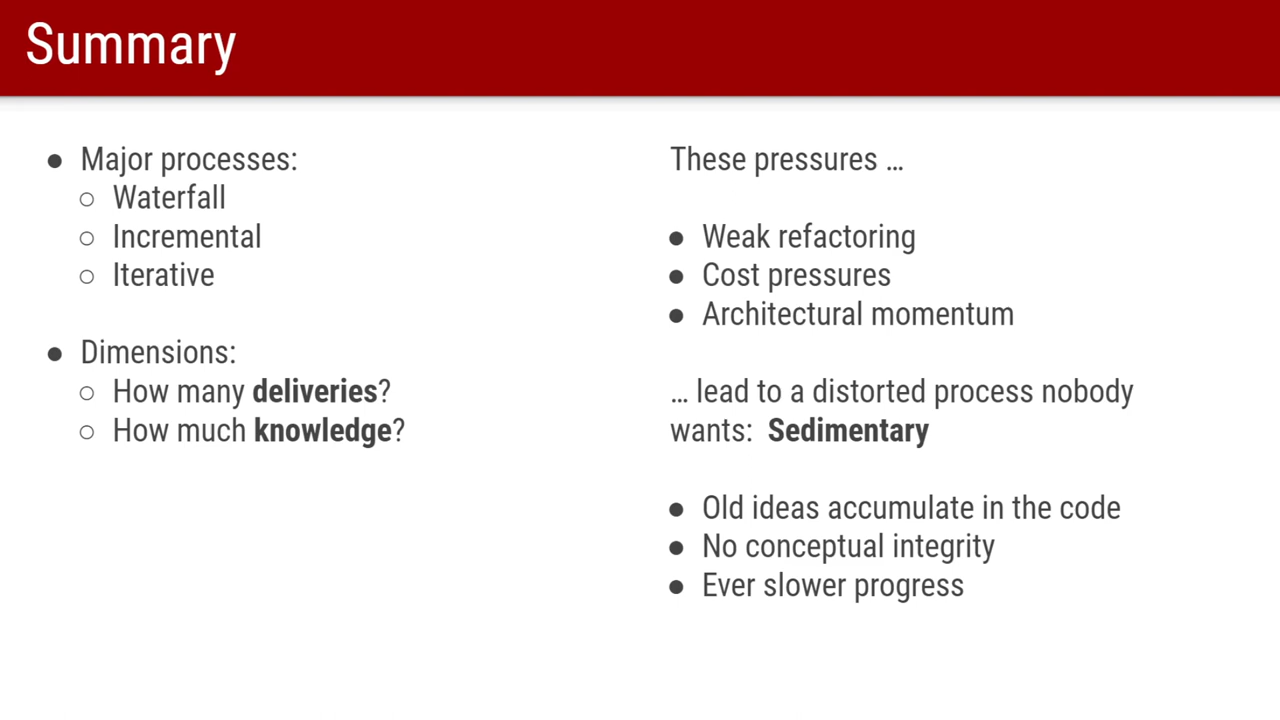 Summary
● Major processes:
○ Waterfall
○ Incremental
○ Iterative
● Dimensions:
○ How many deliveries?
○ How much knowledge?
These pressures …
● Weak refactoring
● Cost pressures
● Architectural momentum
… lead to a distorted process nobody
wants: Sedimentary
● Old ideas accumulate in the code
● No conceptual integrity
● Ever slower progress